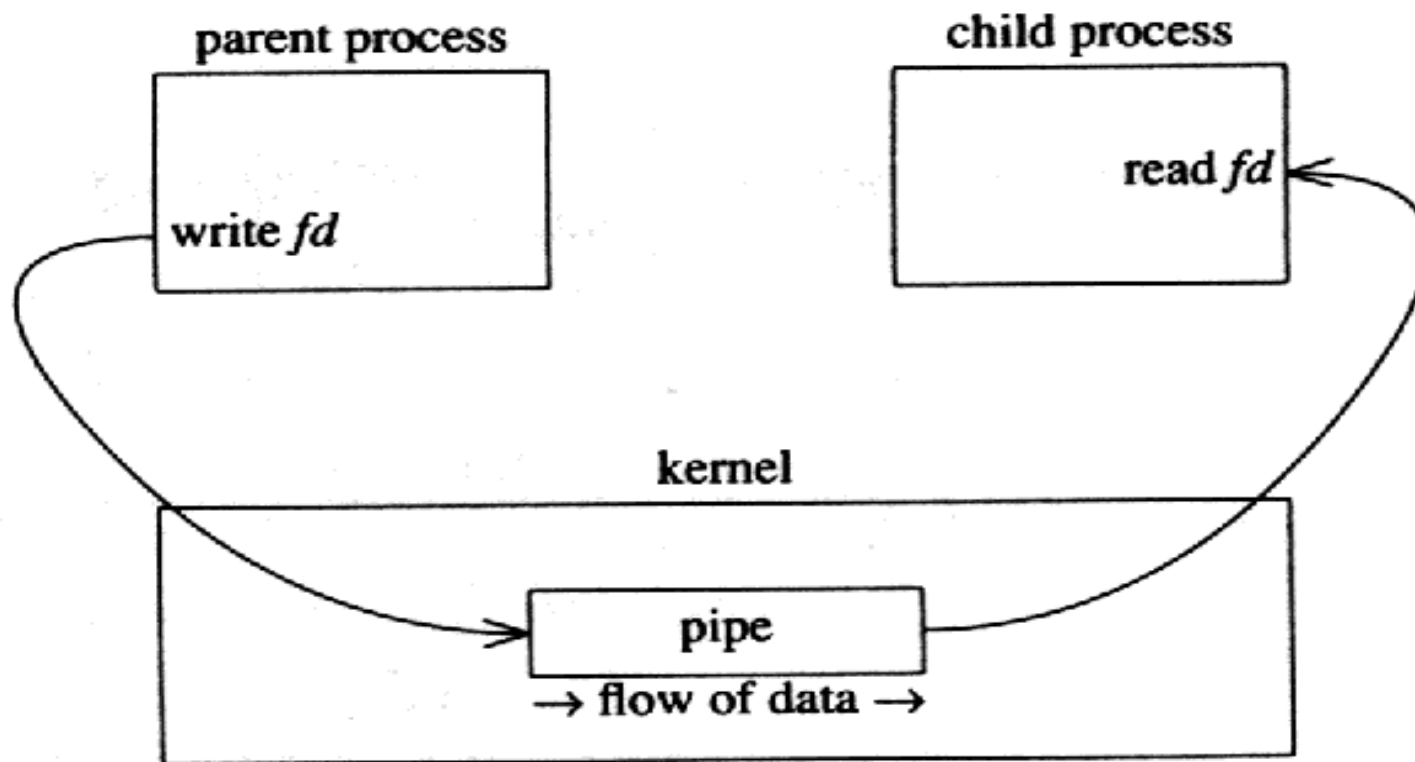 parent process
child process
read fd
write fd
kernel
pipe
→ flow of data →